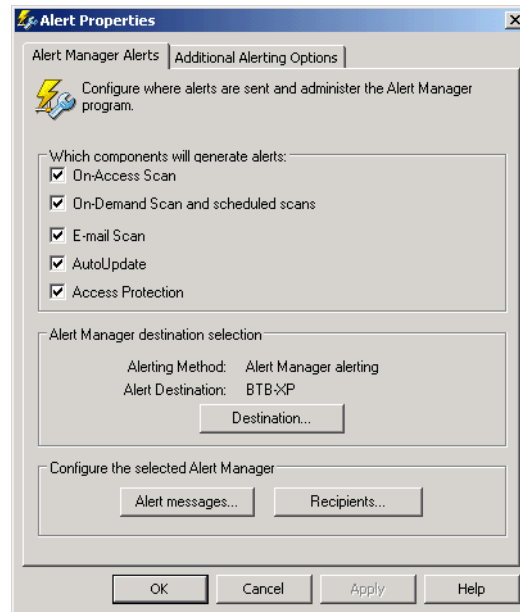 Alert Properties
Alert Manager Alerts
Additional Alerting Options
Configure where alerts are sent and administer the Alert Manager
program.
Which components will generate alerts:
On-Access Scan
On-Demand Scan and scheduled scans
E-mail Scan
AutoUpdate
Access Protection
Alert Manager destination selection
Alerting Method: Alert Manager alerting
Alert Destination: BTB-XP
Destination...
Configure the selected Alert Manager
Alert messages...
Recipients...
OK
Cancel
Apply
Help